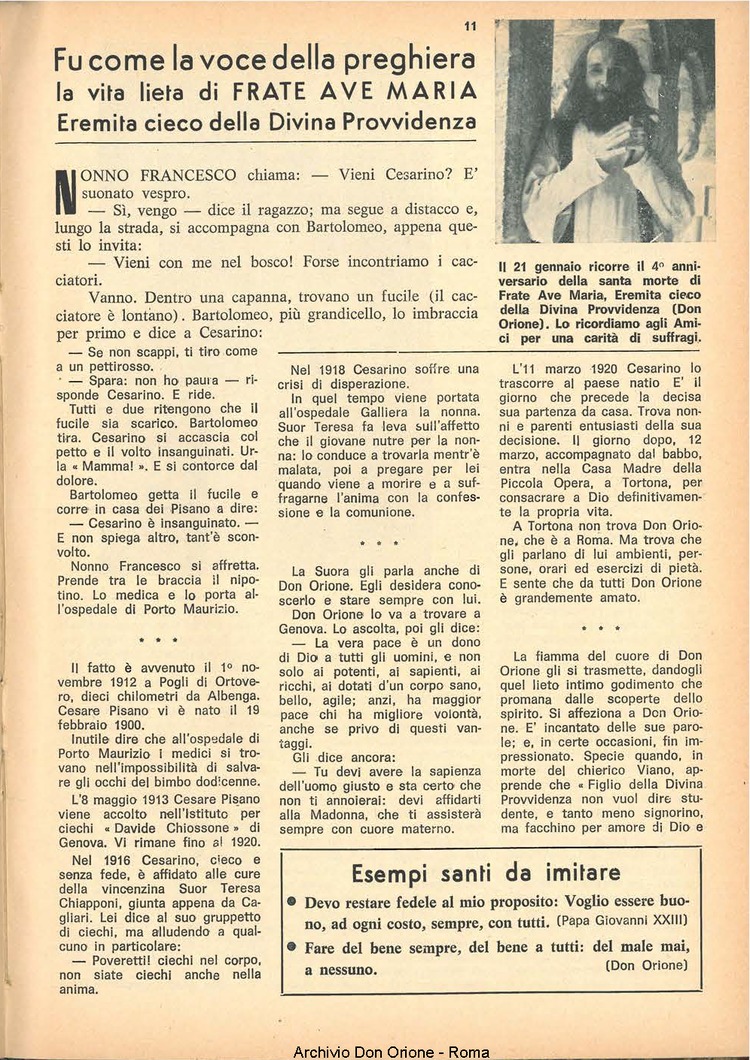 11
Fu come la voce della preghiera
la vita lieta di FRATE AVE MARIA
Eremita cieco della Divina Provvidenza
NONNO FRANCESCO chiama: — Vieni Cesarino? E'
suonato vespro.
— Sì, vengo — dice il ragazzo; ma segue a distacco e,
lungo la strada, si accompagna con Bartolomeo, appena que-
sti lo invita:
— Vieni con me nel bosco! Forse incontriamo i cac-
ciatori.
Vanno. Dentro una capanna, trovano un fucile (il cac-
ciatore è lontano). Bartolomeo, più grandicello, lo imbraccia
per primo e dice a Cesarino:
— Se non scappi, ti tiro come
a un pettirosso.
— Spara: non ho paura — ri-
sponde Cesarino. E ride.
Tutti e due ritengono che il
fucile sia scarico. Bartolomeo
tira. Cesarino si accascia col
petto e il volto insanguinati. Ur-
la « Mamma! ». E si contorce dal
dolore.
Bartolomeo getta il fucile e
corre in casa dei Pisano a dire:
— Cesarino è insanguinato. —
E non spiega altro, tant'è scon-
volto.
Nonno Francesco si affretta.
Prende tra le braccia il nipo-
tino. Lo medica e lo porta al-
l'ospedale di Porto Maurizio.
* * *
Il fatto è avvenuto il 1º no-
vembre 1912 a Pogli di Ortove-
ro, dieci chilometri da Albenga.
Cesare Pisano vi è nato il 19
febbraio 1900.
Inutile dire che all'ospedale di
Porto Maurizio i medici si tro-
vano nell'impossibilità di salva-
re gli occhi del bimbo dodicenne.
L'8 maggio 1913 Cesare Pisano
viene accolto nell'Istituto per
ciechi « Davide Chiossone » di
Genova. Vi rimane fino al 1920.
Nel 1916 Cesarino, cieco e
senza fede, è affidato alle cure
della vincenzina Suor Teresa
Chiapponi, giunta appena da Ca-
gliari. Lei dice al suo gruppetto
di ciechi, ma alludendo a qual-
cuno in particolare:
— Poveretti! ciechi nel corpo,
non siate ciechi anche nella
anima.
Nel 1918 Cesarino soffre una
crisi di disperazione.
In quel tempo viene portata
all'ospedale Galliera la nonna.
Suor Teresa fa leva sull'affetto
che il giovane nutre per la non-
na: lo conduce a trovarla mentr'è
malata, poi a pregare per lei
quando viene a morire e a suf-
fragarne l'anima con la confes-
sione e la comunione.
* * *
La Suora gli parla anche di
Don Orione. Egli desidera cono-
scerlo e stare sempre con lui.
Don Orione lo va a trovare a
Genova. Lo ascolta, poi gli dice:
— La vera pace è un dono
di Dio a tutti gli uomini, e non
solo ai potenti, ai sapienti, ai
ricchi, ai dotati d'un corpo sano,
bello, agile; anzi, ha maggior
pace chi ha migliore volontà,
anche se privo di questi van-
taggi.
Gli dice ancora:
— Tu devi avere la sapienza
dell'uomo giusto e sta certo che
non ti annoierai: devi affidarti
alla Madonna, che ti assisterà
sempre con cuore materno.
Il 21 gennaio ricorre il 4º anni-
versario della santa morte di
Frate Ave Maria, Eremita cieco
della Divina Provvidenza (Don
Orione). Lo ricordiamo agli Ami-
ci per una carità di suffragi.
L'11 marzo 1920 Cesarino lo
trascorre al paese natio E' il
giorno che precede la decisa
sua partenza da casa. Trova non-
ni e parenti entusiasti della sua
decisione. Il giorno dopo, 12
marzo, accompagnato dal babbo,
entra nella Casa Madre della
Piccola Opera, a Tortona, per
consacrare a Dio definitivamen-
te la propria vita.
A Tortona non trova Don Orio-
ne, che è a Roma. Ma trova che
gli parlano di lui ambienti, per-
sone, orari ed esercizi di pietà.
E sente che da tutti Don Orione
è grandemente amato.
* * *
La fiamma del cuore di Don
Orione gli si trasmette, dandogli
quel lieto intimo godimento che
promana dalle scoperte dello
spirito. Si affeziona a Don Orio-
ne. E' incantato delle sue paro-
le; e, in certe occasioni, fin im-
pressionato. Specie quando, in
morte del chierico Viano, ap-
prende che « Figlio della Divina
Provvidenza non vuol dire stu-
dente, e tanto meno signorino,
ma facchino per amore di Dio e
Esempi santi da imitare
● Devo restare fedele al mio proposito: Voglio essere buo-
no, ad ogni costo, sempre, con tutti. (Papa Giovanni XXIII)
● Fare del bene sempre, del bene a tutti: del male mai,
a nessuno. (Don Orione)
Archivio Don Orione - Roma